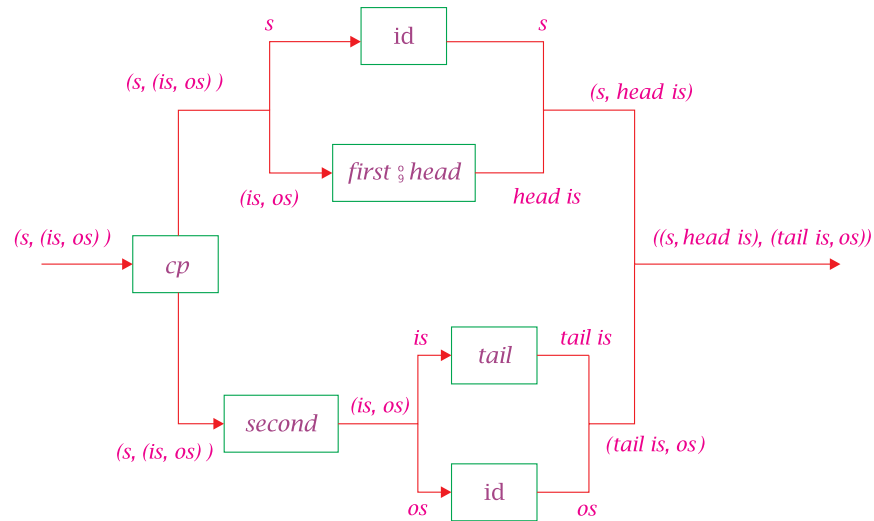 s
id
s
(s, (is, os) )
(s, head is)
first ⨾ head
(is, os)
head is
(s, (is, os) )
cp
((s, head is), (tail is, os))
is
tail
tail is
(is, os)
second
(s, (is, os) )
(tail is, os )
os
id
os